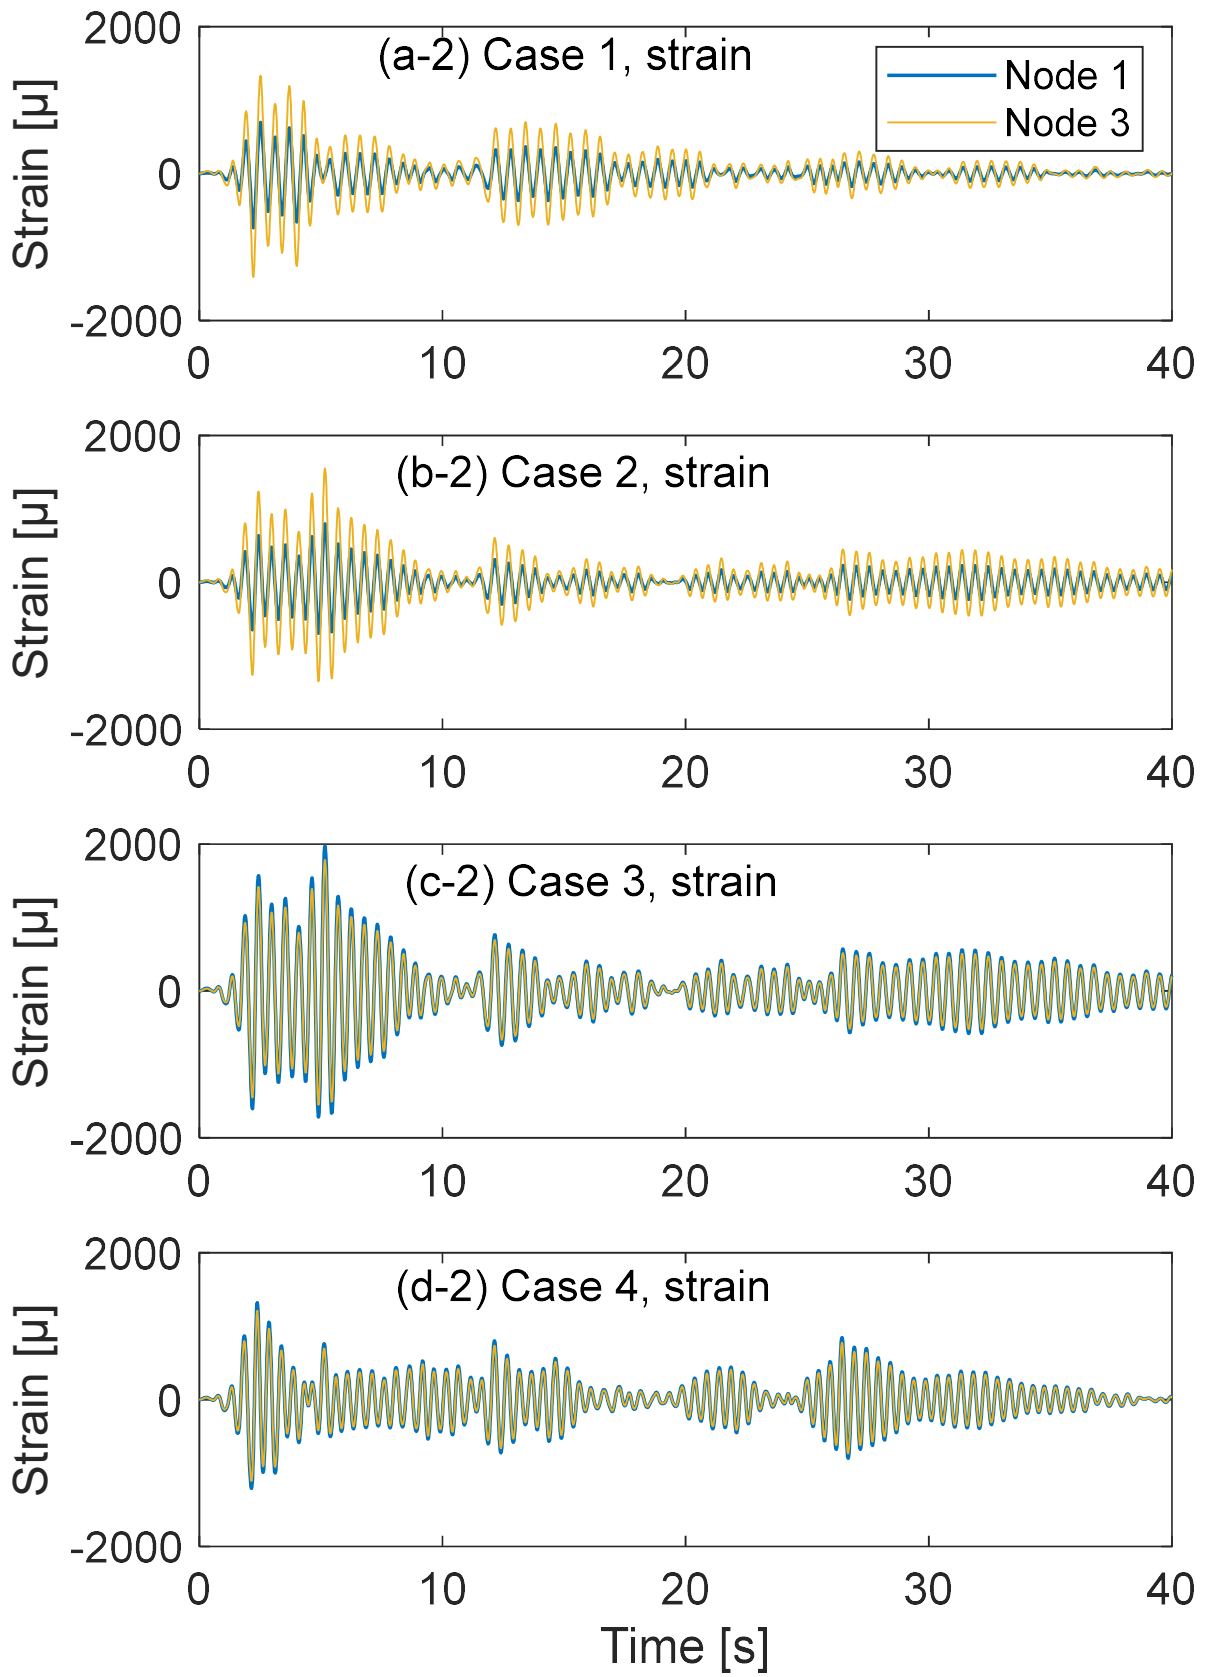 (a-2) Case 1, strain
Node 1
Node 3
Strain [μ]
2000
0
-2000
0 10 20 30 40
(b-2) Case 2, strain
Strain [μ]
2000
0
-2000
0 10 20 30 40
(c-2) Case 3, strain
Strain [μ]
2000
0
-2000
0 10 20 30 40
(d-2) Case 4, strain
Strain [μ]
2000
0
-2000
0 10 20 30 40
Time [s]